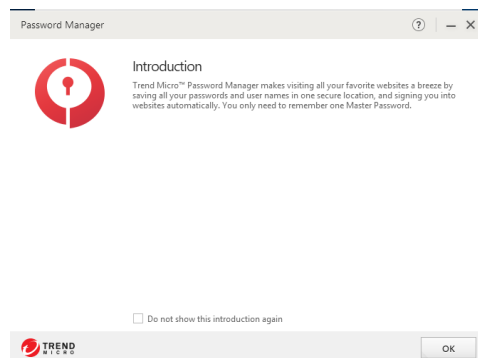 Password Manager
?
Introduction
Trend Micro™ Password Manager makes visiting all your favorite websites a breeze by
saving all your passwords and user names in one secure location, and signing you into
websites automatically. You only need to remember one Master Password.
Do not show this introduction again
TREND
MICRO
OK